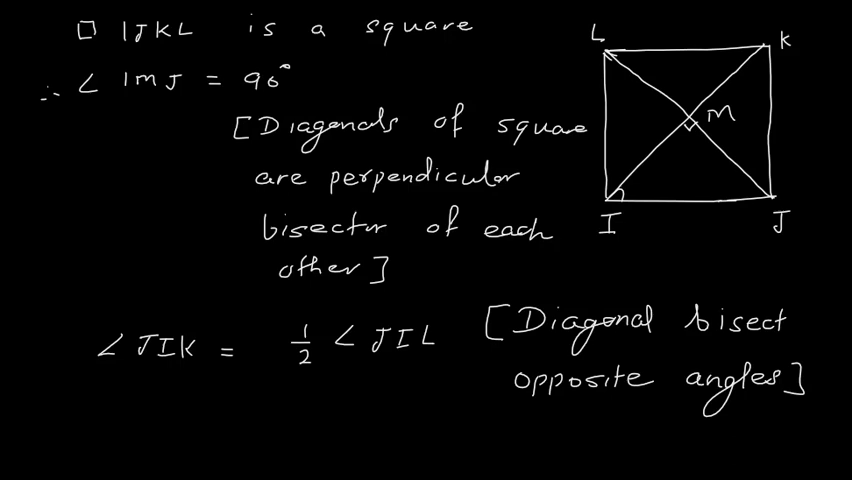 □ IJKL is a square
∴ ∠ IMJ = 90°
[Diagonals of square
are perpendicular
bisector of each
other]
∠ JIK = 1/2 ∠ JIL [Diagonal bisect
opposite angles]
L K
M
I J